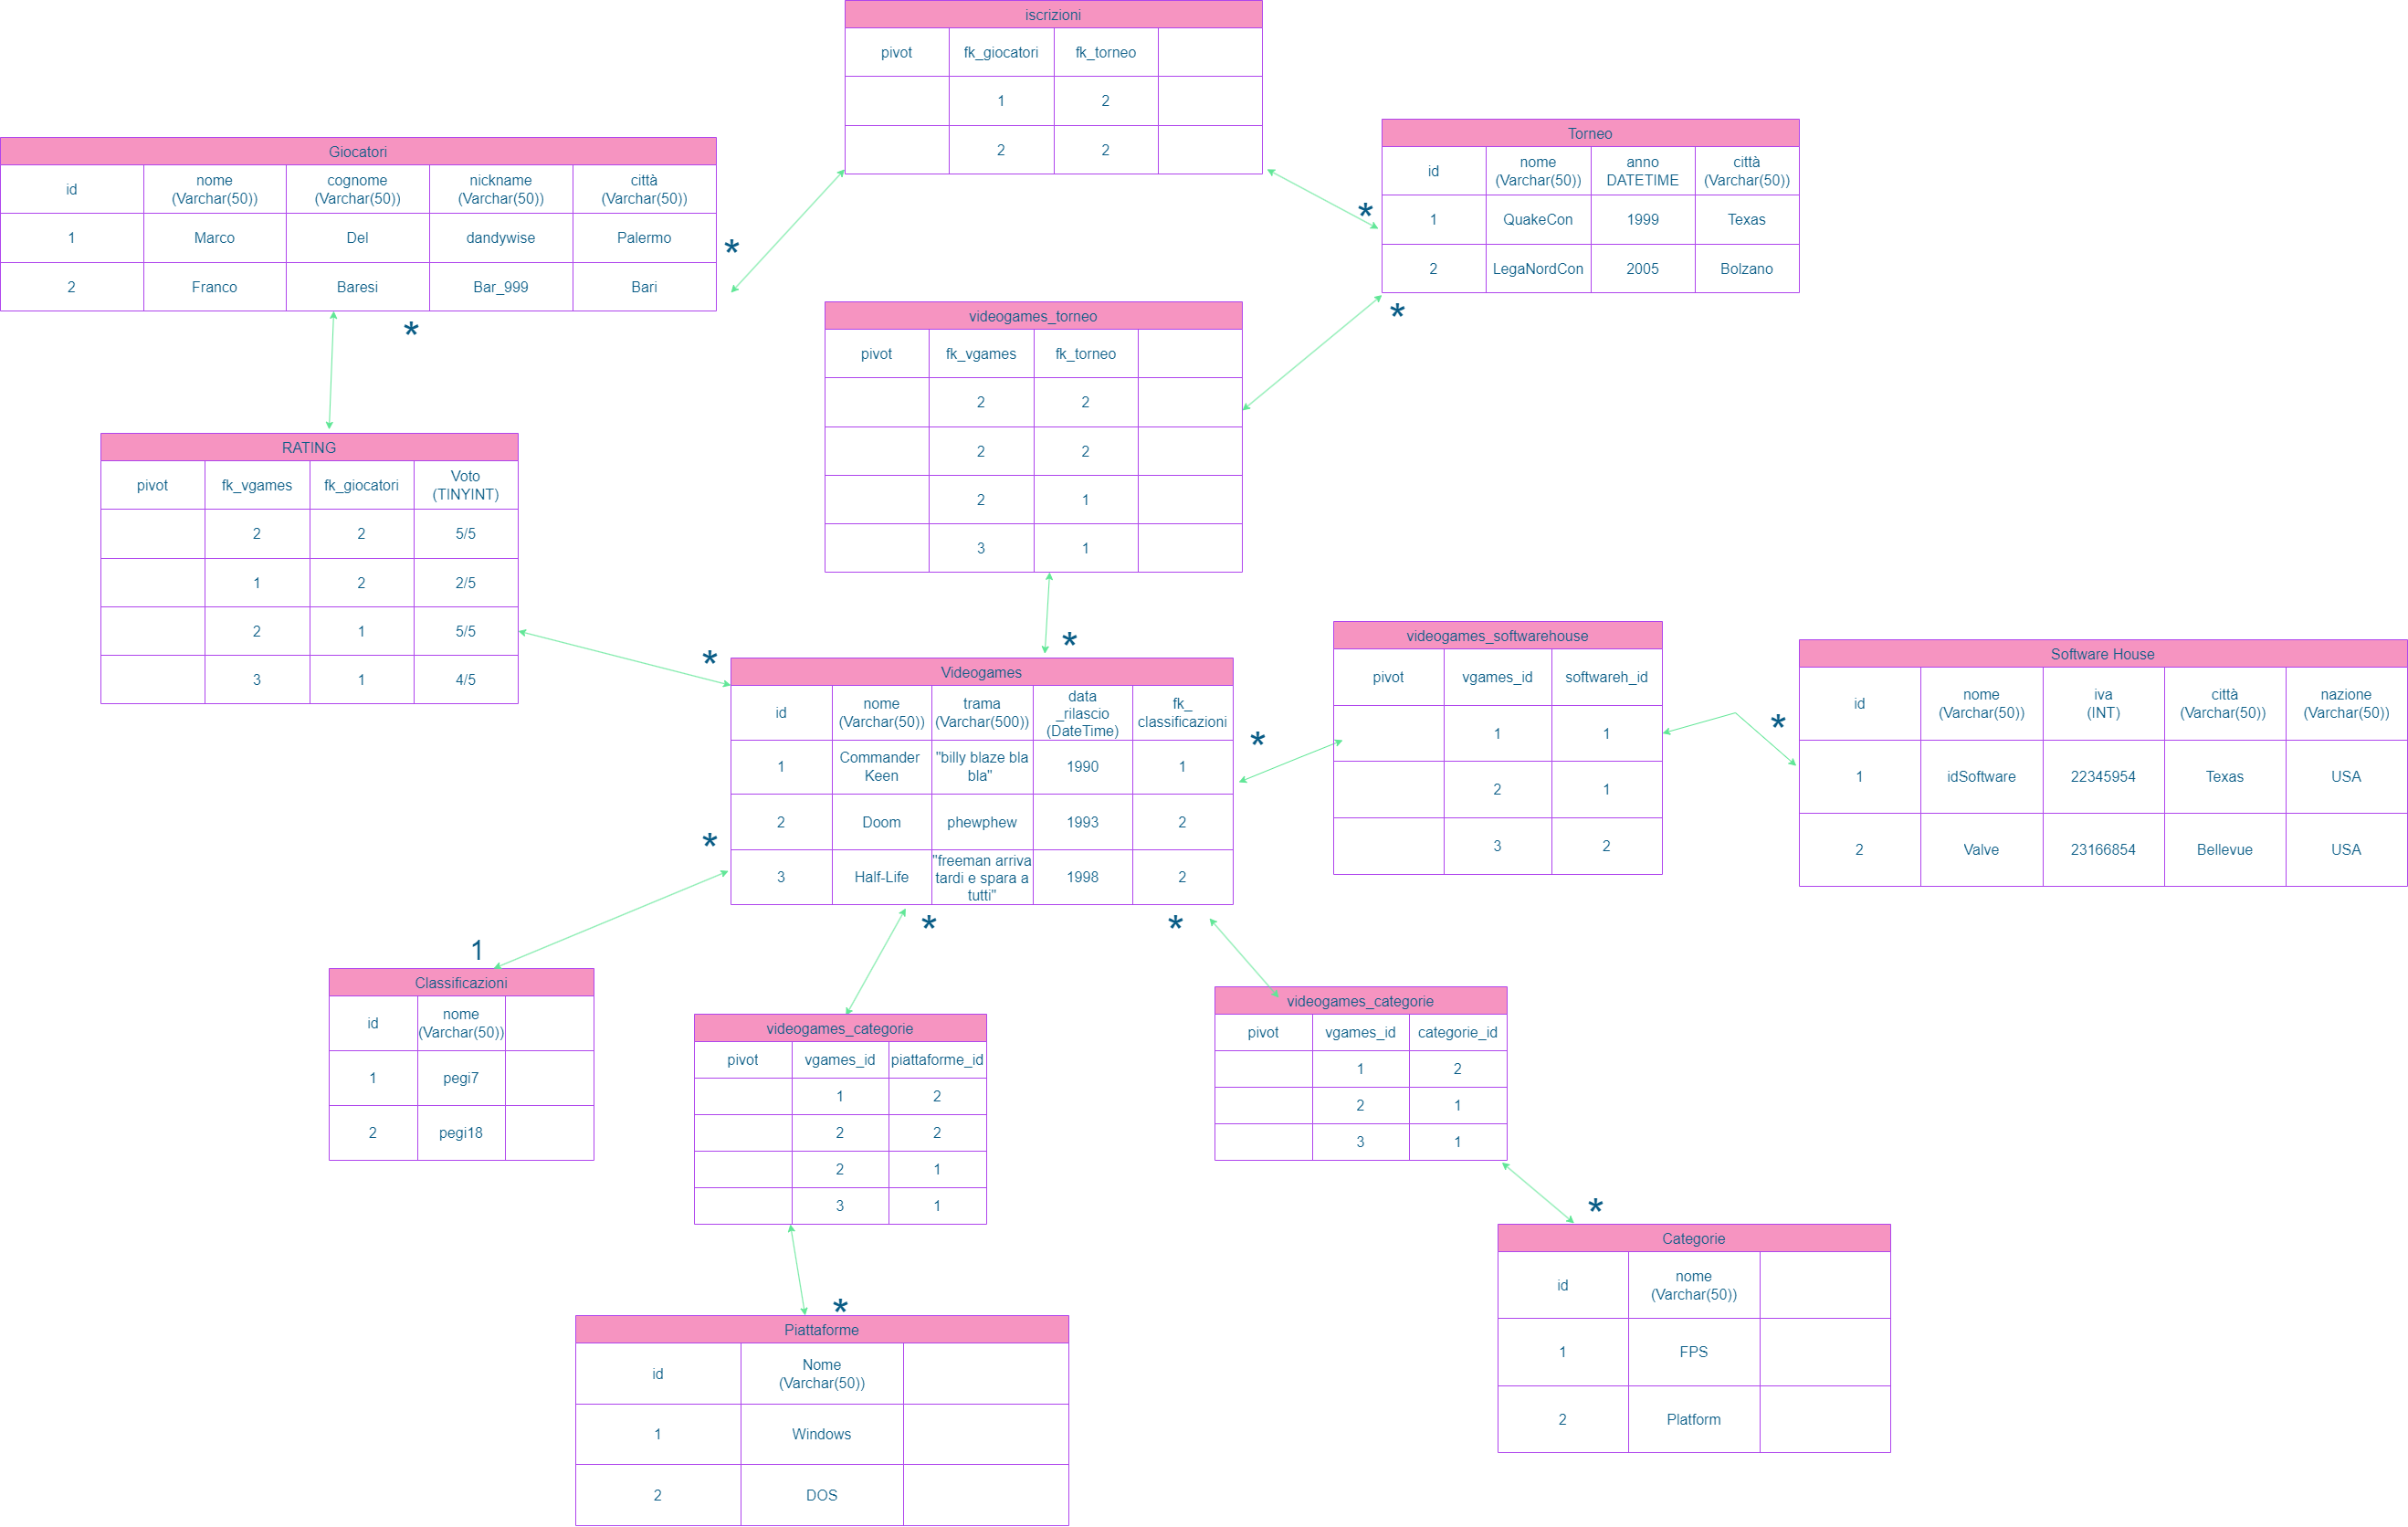 iscrizioni
pivot fk_giocatori fk_torneo
1 2
2 2
Giocatori
id nome (Varchar(50)) cognome (Varchar(50)) nickname (Varchar(50)) città (Varchar(50))
1 Marco Del dandywise Palermo
2 Franco Baresi Bar_999 Bari
*
*
Torneo
id nome (Varchar(50)) anno DATETIME città (Varchar(50))
1 QuakeCon 1999 Texas
2 LegaNordCon 2005 Bolzano
*
*
videogames_torneo
pivot fk_vgames fk_torneo
2 2
2 2
2 1
3 1
*
RATING
pivot fk_vgames fk_giocatori Voto (TINYINT)
2 2 5/5
1 2 2/5
2 1 5/5
3 1 4/5
*
Videogames
id nome (Varchar(50)) trama (Varchar(500)) data _rilascio (DateTime) fk_ classificazioni
1 Commander Keen "billy blaze bla bla" 1990 1
2 Doom phewphew 1993 2
3 Half-Life "freeman arriva tardi e spara a tutti" 1998 2
*
*
*
*
videogames_softwarehouse
pivot vgames_id softwareh_id
1 1
2 1
3 2
*
Software House
id nome (Varchar(50)) iva (INT) città (Varchar(50)) nazione (Varchar(50))
1 idSoftware 22345954 Texas USA
2 Valve 23166854 Bellevue USA
1
Classificazioni
id nome (Varchar(50))
1 pegi7
2 pegi18
videogames_categorie
pivot vgames_id piattaforme_id
1 2
2 2
2 1
3 1
*
videogames_categorie
pivot vgames_id categorie_id
1 2
2 1
3 1
*
Categorie
id nome (Varchar(50))
1 FPS
2 Platform
Piattaforme
id Nome (Varchar(50))
1 Windows
2 DOS